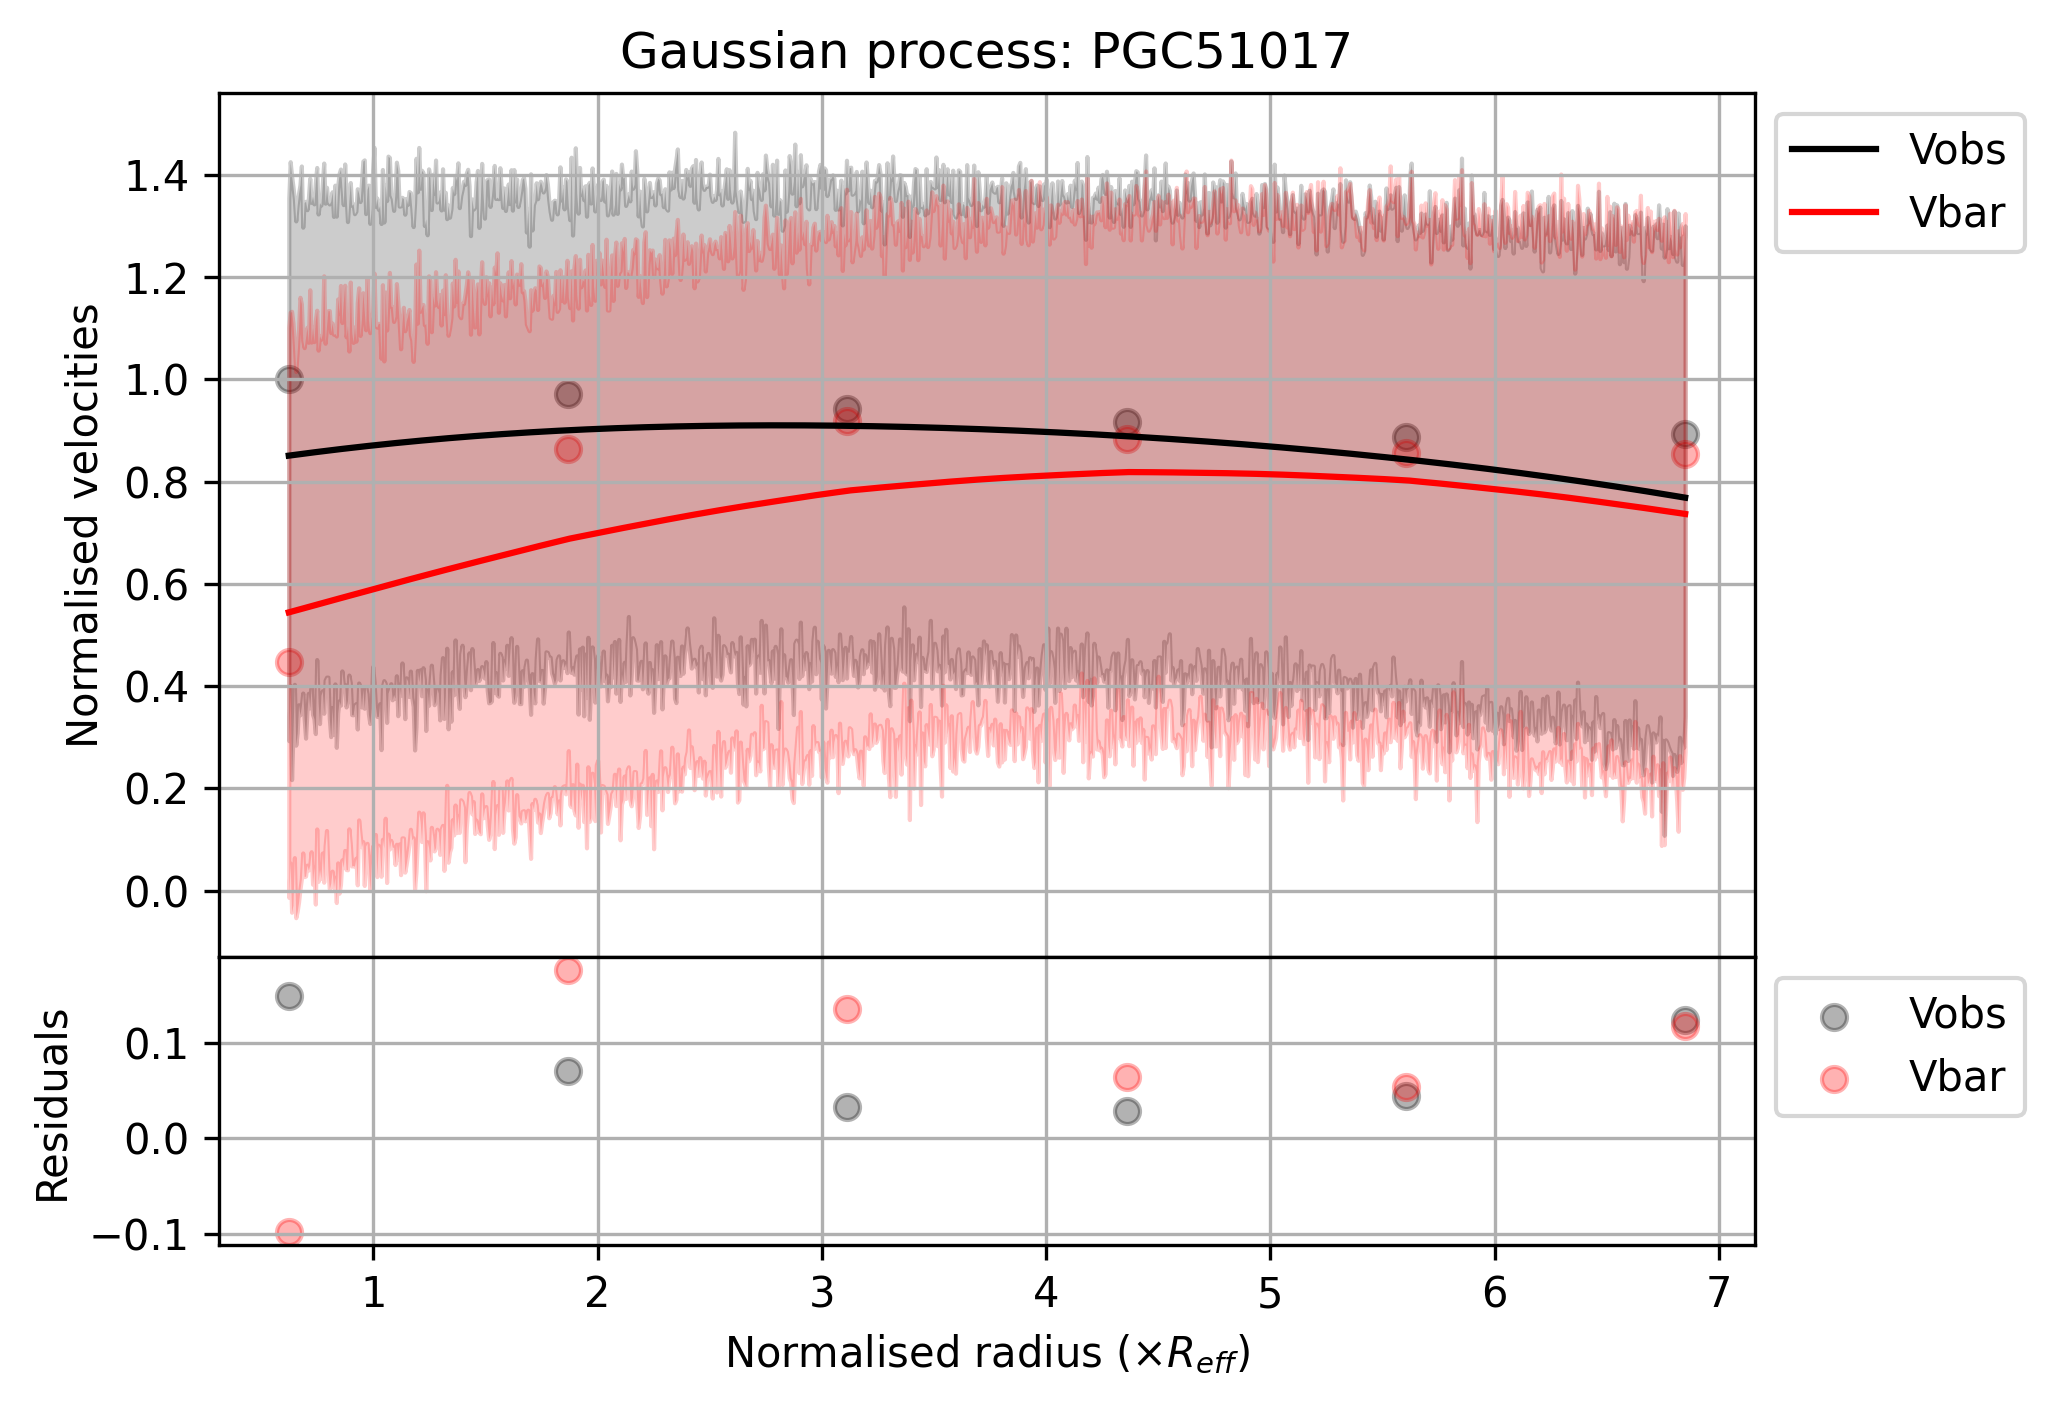 Gaussian process: PGC51017
Normalised velocities
1.4
1.2
1.0
0.8
0.6
0.4
0.2
0.0
Vobs
Vbar
Residuals
0.1
0.0
−0.1
Vobs
Vbar
1 2 3 4 5 6 7
Normalised radius (×R_eff)